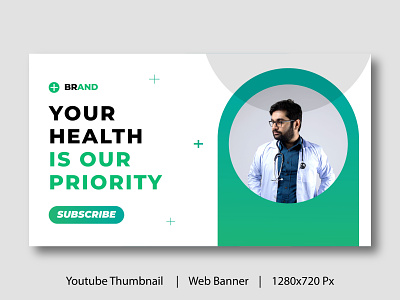 BRAND
YOUR
HEALTH
IS OUR
PRIORITY
SUBSCRIBE
Youtube Thumbnail | Web Banner | 1280x720 Px